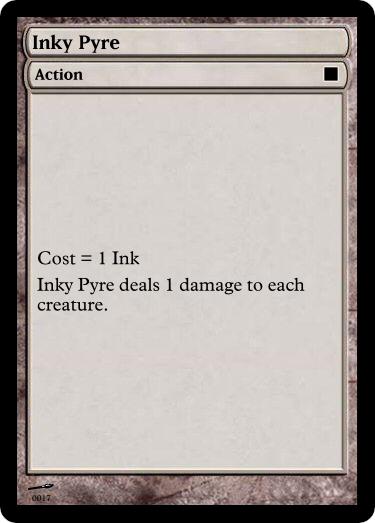 Inky Pyre
Action
Cost = 1 Ink
Inky Pyre deals 1 damage to each
creature.
0017